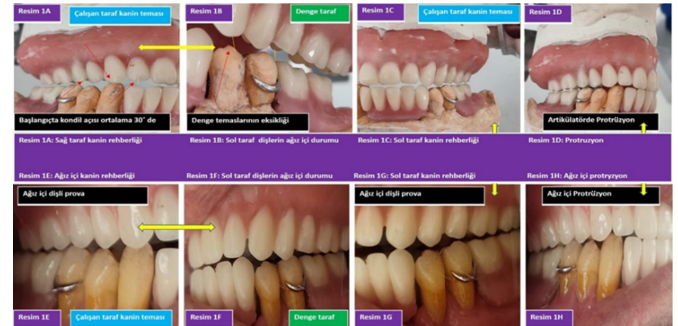 Resim 1A
Çalışan taraf kanin teması
Resim 1B
Denge taraf
Resim 1C
Çalışan taraf kanin teması
Resim 1D
Başlangıçta kondil açısı ortalama 30° de
Denge temaslarının eksikliği
Artikülatörde Protrüzyon
Resim 1A: Sağ taraf kanin rehberliği
Resim 1B: Sol taraf dişlerin ağız içi durumu
Resim 1C: Sol taraf kanin rehberliği
Resim 1D: Protruzyon
Resim 1E: Ağız içi kanin rehberliği
Resim 1F: Sol taraf dişlerin ağız içi durumu
Resim 1G: Sol taraf kanin rehberliği
Resim 1H: Ağız içi protryzyon
Ağız içi dişli prova
Ağız içi dişli prova
Ağız içi Protrüzyon
Resim 1E
Çalışan taraf kanin teması
Resim 1F
Denge taraf
Resim 1G
Resim 1H